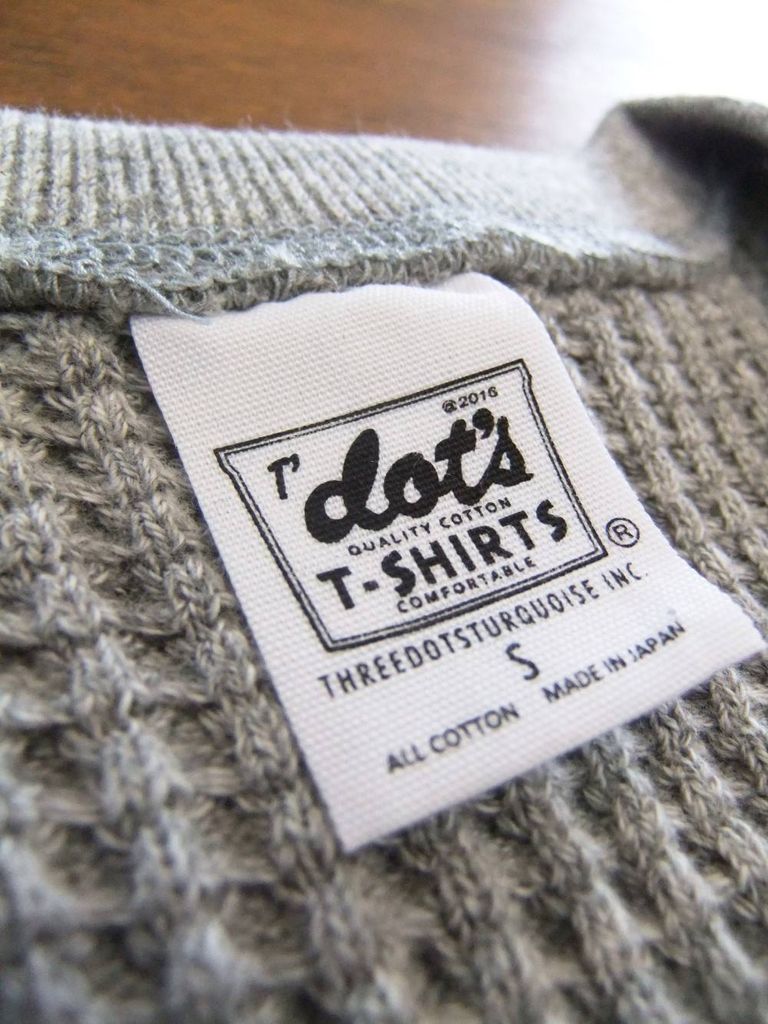 @2016
T' dot's
QUALITY COTTON
T-SHIRTS ®
COMFORTABLE
THREEDOTSTURQUOISE INC.
S
ALL COTTON MADE IN JAPAN